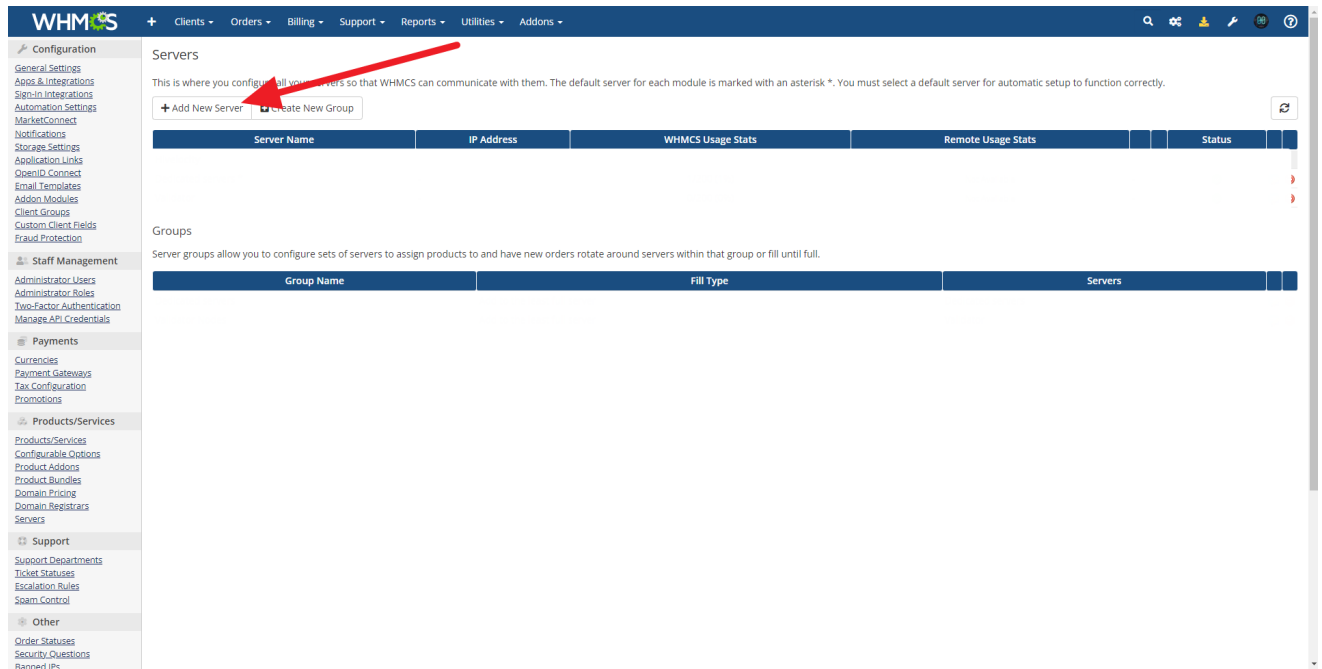 WHMCS
+ Clients Orders Billing Support Reports Utilities Addons
Configuration
General Settings
Apps & Integrations
Sign-In Integrations
Automation Settings
MarketConnect
Notifications
Storage Settings
Application Links
OpenID Connect
Email Templates
Addon Modules
Client Groups
Custom Client Fields
Fraud Protection
Staff Management
Administrator Users
Administrator Roles
Two-Factor Authentication
Manage API Credentials
Payments
Currencies
Payment Gateways
Tax Configuration
Promotions
Products/Services
Products/Services
Configurable Options
Product Addons
Product Bundles
Domain Pricing
Domain Registrars
Servers
Support
Support Departments
Ticket Statuses
Escalation Rules
Spam Control
Other
Order Statuses
Security Questions
Banned IPs
Servers
This is where you configure all your servers so that WHMCS can communicate with them. The default server for each module is marked with an asterisk *. You must select a default server for automatic setup to function correctly.
+ Add New Server Create New Group
Server Name IP Address WHMCS Usage Stats Remote Usage Stats Status
Groups
Server groups allow you to configure sets of servers to assign products to and have new orders rotate around servers within that group or fill until full.
Group Name Fill Type Servers